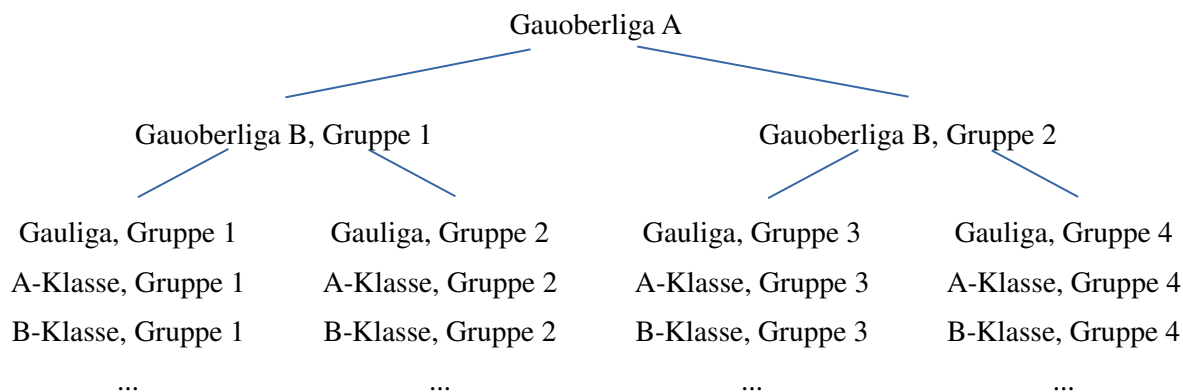 Gauoberliga A
Gauoberliga B, Gruppe 1 Gauoberliga B, Gruppe 2
Gauliga, Gruppe 1 Gauliga, Gruppe 2 Gauliga, Gruppe 3 Gauliga, Gruppe 4
A-Klasse, Gruppe 1 A-Klasse, Gruppe 2 A-Klasse, Gruppe 3 A-Klasse, Gruppe 4
B-Klasse, Gruppe 1 B-Klasse, Gruppe 2 B-Klasse, Gruppe 3 B-Klasse, Gruppe 4
... ... ... ...